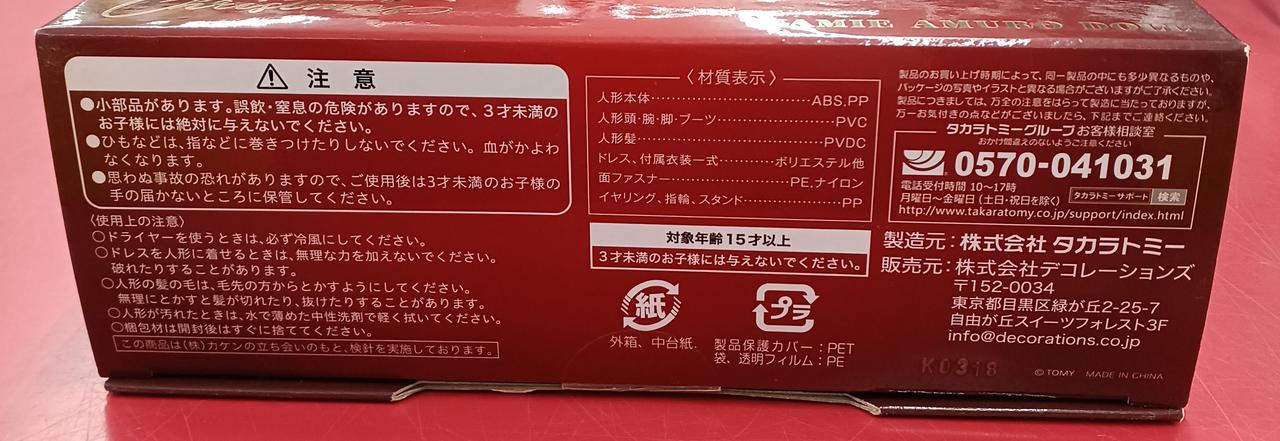 Christmas
AMIE AMURO DOLL
注意
●小部品があります。誤飲・窒息の危険がありますので、3才未満の
お子様には絶対に与えないでください。
●ひもなどは、指などに巻きつけたりしないでください。血がかよわ
なくなります。
●思わぬ事故の恐れがありますので、ご使用後は3才未満のお子様の
手の届かないところに保管してください。
〈使用上の注意〉
○ドライヤーを使うときは、必ず冷風にしてください。
○ドレスを人形に着せるときは、無理な力を加えないでください。
破れたりすることがあります。
○人形の髪の毛は、毛先の方からとかすようにしてください。
無理にとかすと髪が切れたり、抜けたりすることがあります。
○人形が汚れたときは、水で薄めた中性洗剤で軽く拭いてください。
○梱包材は開封後はすぐに捨ててください。
この商品は(株)カケンの立ち会いのもと、検針を実施しております。
〈材質表示〉
人形本体………ABS,PP
人形頭・腕・脚・ブーツ………PVC
人形髪………PVDC
ドレス、付属衣装一式………ポリエステル他
面ファスナー………PE,ナイロン
イヤリング、指輪、スタンド………PP
対象年齢15才以上
3才未満のお子様には与えないでください。
紙
外箱、中台紙
プラ
製品保護カバー：PET
袋、透明フィルム：PE
製品のお買い上げ時期によって、同一製品の中にも多少異なるものや、
パッケージの写真やイラストと異なる場合がございますがご了承ください。
製品につきましては、万全の注意をはらって製造に当たっておりますが、
万一お気付きの点などがございましたら、下記までご連絡ください。
タカラトミーグループお客様相談室
おかけ間違えのないようご注意ください
0570-041031
電話受付時間 10〜17時
月曜日〜金曜日(土・日・祝日を除く)
タカラトミーサポート 検索
http://www.takaratomy.co.jp/support/index.html
製造元：株式会社 タカラトミー
販売元：株式会社デコレーションズ
〒152-0034
東京都目黒区緑が丘2-25-7
自由が丘スイーツフォレスト3F
info@decorations.co.jp
K0318
©TOMY MADE IN CHINA